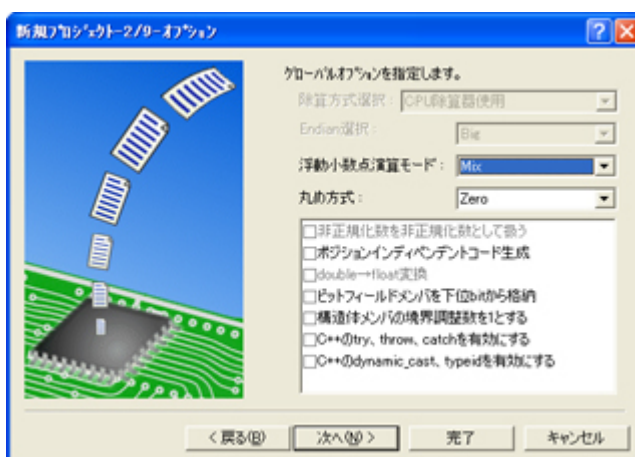 新規プロジェクト-2/9-オプション
グローバルオプションを指定します。
除算方式選択： CPU除算器使用
Endian選択： Big
浮動小数点演算モード： Mix
丸め方式： Zero
非正規化数を非正規化数として扱う
ポジションインディペンデントコード生成
double→float変換
ビットフィールドメンバを下位bitから格納
構造体メンバの境界調整数を1とする
C++のtry、throw、catchを有効にする
C++のdynamic_cast、typeidを有効にする
< 戻る(B) 次へ(N) > 完了 キャンセル